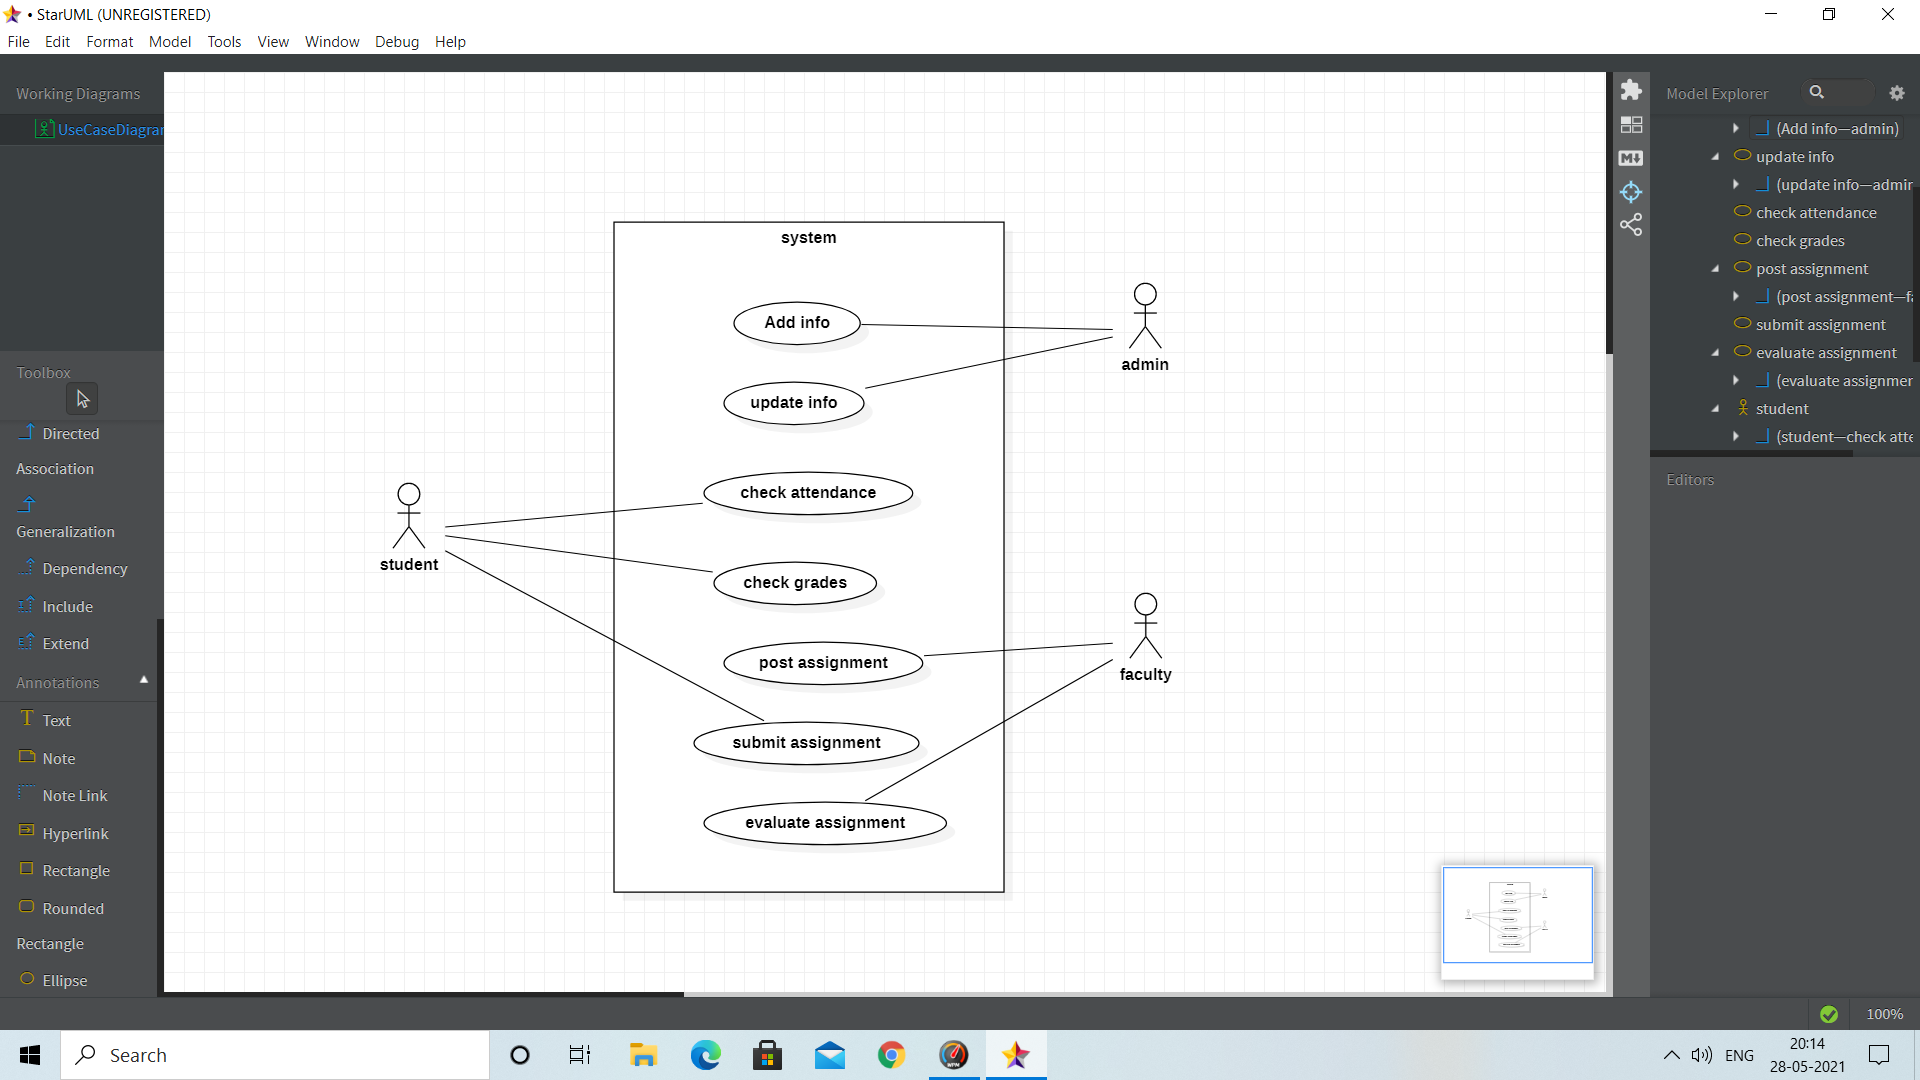 • StarUML (UNREGISTERED)
File Edit Format Model Tools View Window Debug Help
Working Diagrams
UseCaseDiagram
Toolbox
Directed
Association
Generalization
Dependency
Include
Extend
Annotations
Text
Note
Note Link
Hyperlink
Rectangle
Rounded
Rectangle
Ellipse
system
Add info
update info
check attendance
check grades
post assignment
submit assignment
evaluate assignment
student
admin
faculty
Model Explorer
(Add info—admin)
update info
(update info—admin
check attendance
check grades
post assignment
(post assignment—fa
submit assignment
evaluate assignment
(evaluate assignmen
student
(student—check atte
Editors
100%
Search
ENG
20:14
28-05-2021